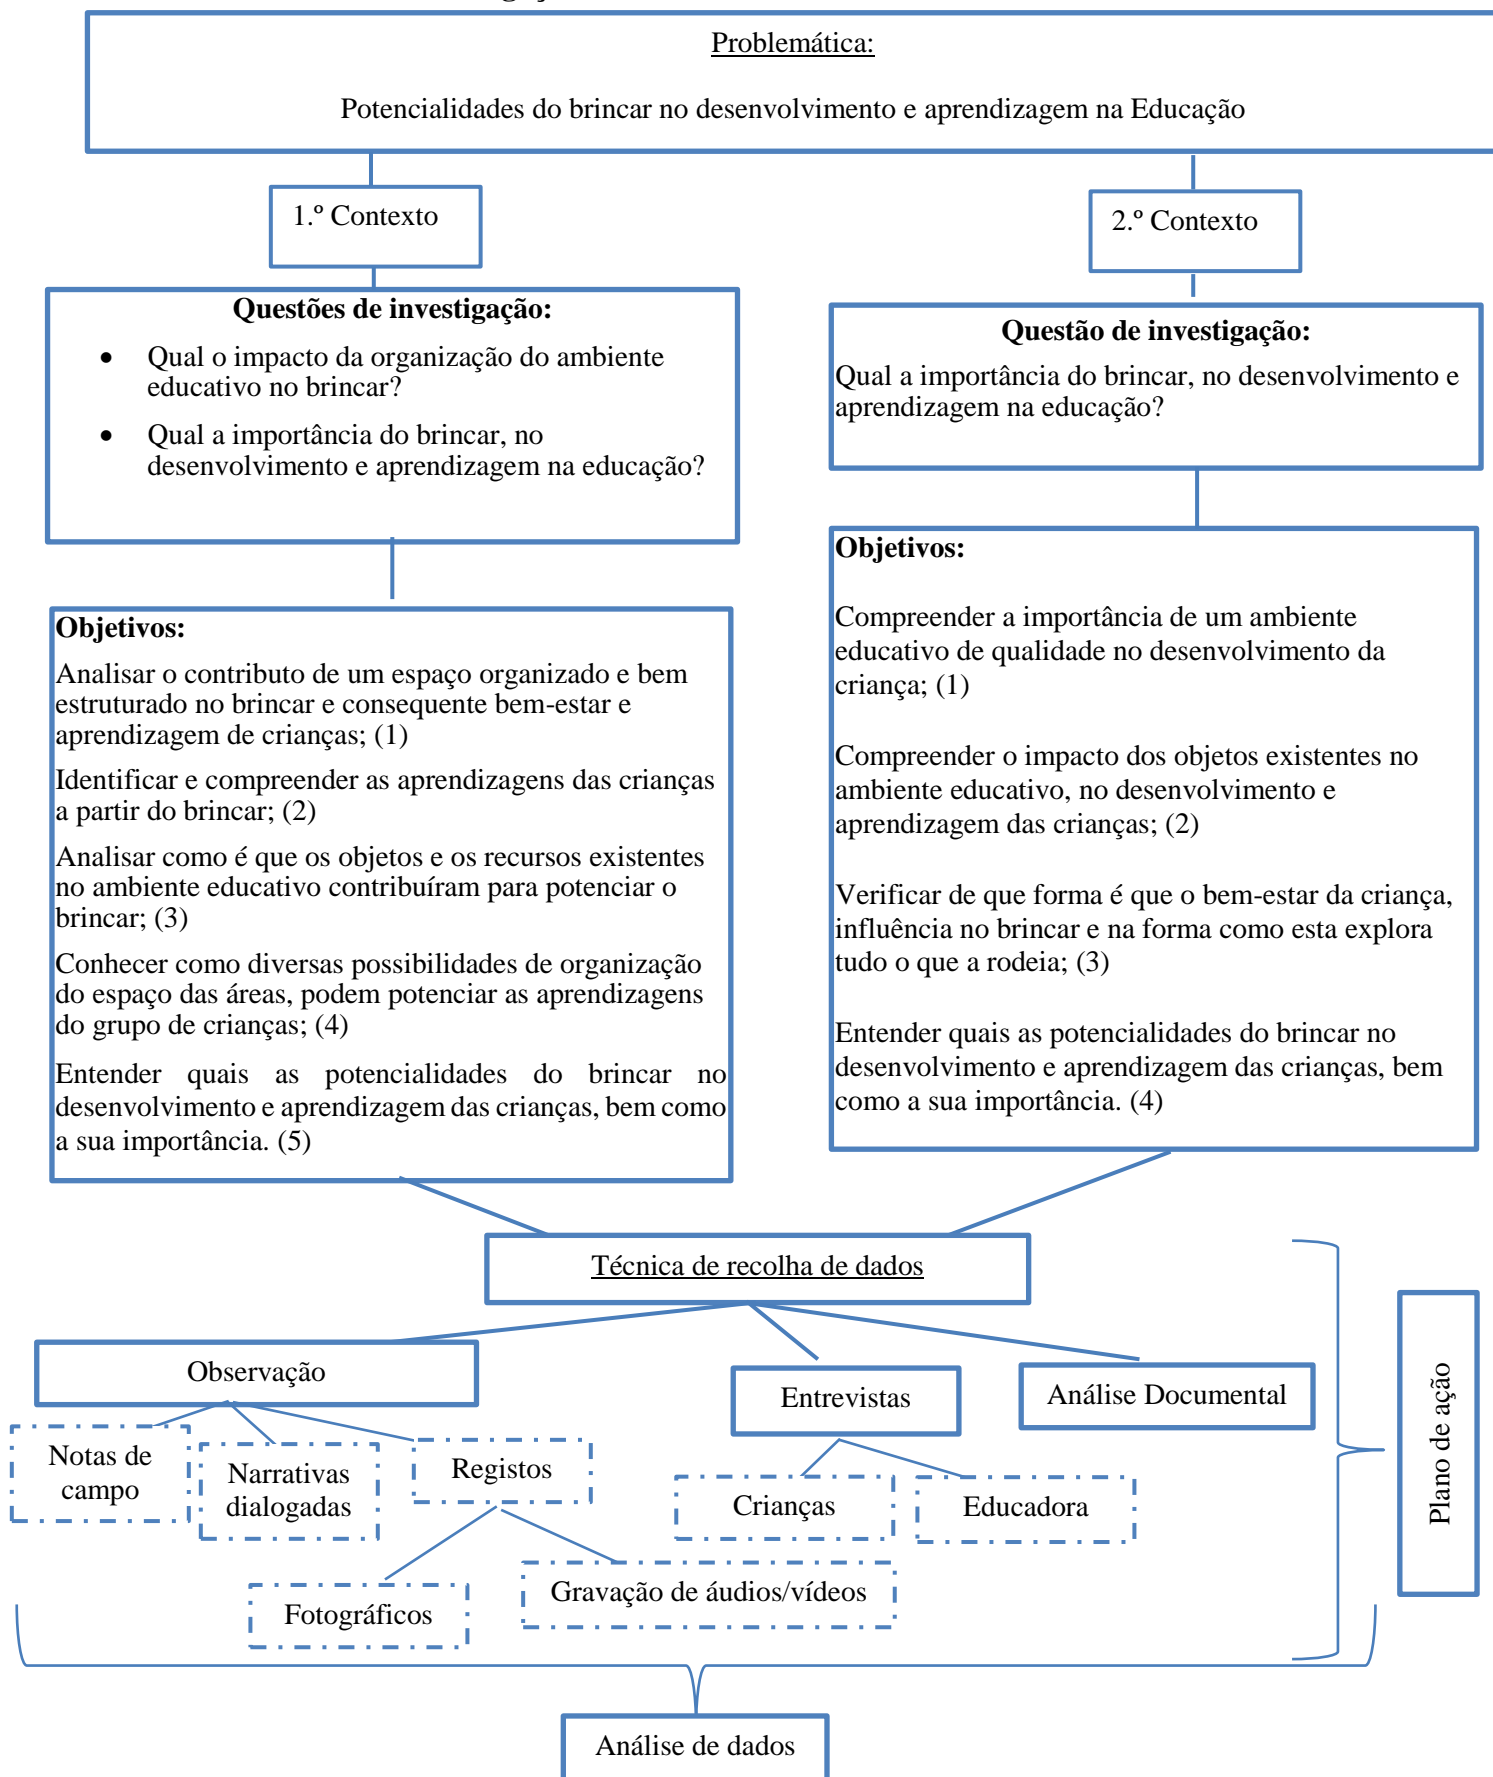 Problemática:
Potencialidades do brincar no desenvolvimento e aprendizagem na Educação
1.º Contexto
2.º Contexto
Questões de investigação:
• Qual o impacto da organização do ambiente
educativo no brincar?
• Qual a importância do brincar, no
desenvolvimento e aprendizagem na educação?
Questão de investigação:
Qual a importância do brincar, no desenvolvimento e
aprendizagem na educação?
Objetivos:
Analisar o contributo de um espaço organizado e bem
estruturado no brincar e consequente bem-estar e
aprendizagem de crianças; (1)
Identificar e compreender as aprendizagens das crianças
a partir do brincar; (2)
Analisar como é que os objetos e os recursos existentes
no ambiente educativo contribuíram para potenciar o
brincar; (3)
Conhecer como diversas possibilidades de organização
do espaço das áreas, podem potenciar as aprendizagens
do grupo de crianças; (4)
Entender quais as potencialidades do brincar no
desenvolvimento e aprendizagem das crianças, bem como
a sua importância. (5)
Objetivos:
Compreender a importância de um ambiente
educativo de qualidade no desenvolvimento da
criança; (1)
Compreender o impacto dos objetos existentes no
ambiente educativo, no desenvolvimento e
aprendizagem das crianças; (2)
Verificar de que forma é que o bem-estar da criança,
influência no brincar e na forma como esta explora
tudo o que a rodeia; (3)
Entender quais as potencialidades do brincar no
desenvolvimento e aprendizagem das crianças, bem
como a sua importância. (4)
Técnica de recolha de dados
Observação
Entrevistas
Análise Documental
Notas de
campo
Narrativas
dialogadas
Registos
Crianças
Educadora
Fotográficos
Gravação de áudios/vídeos
Plano de ação
Análise de dados